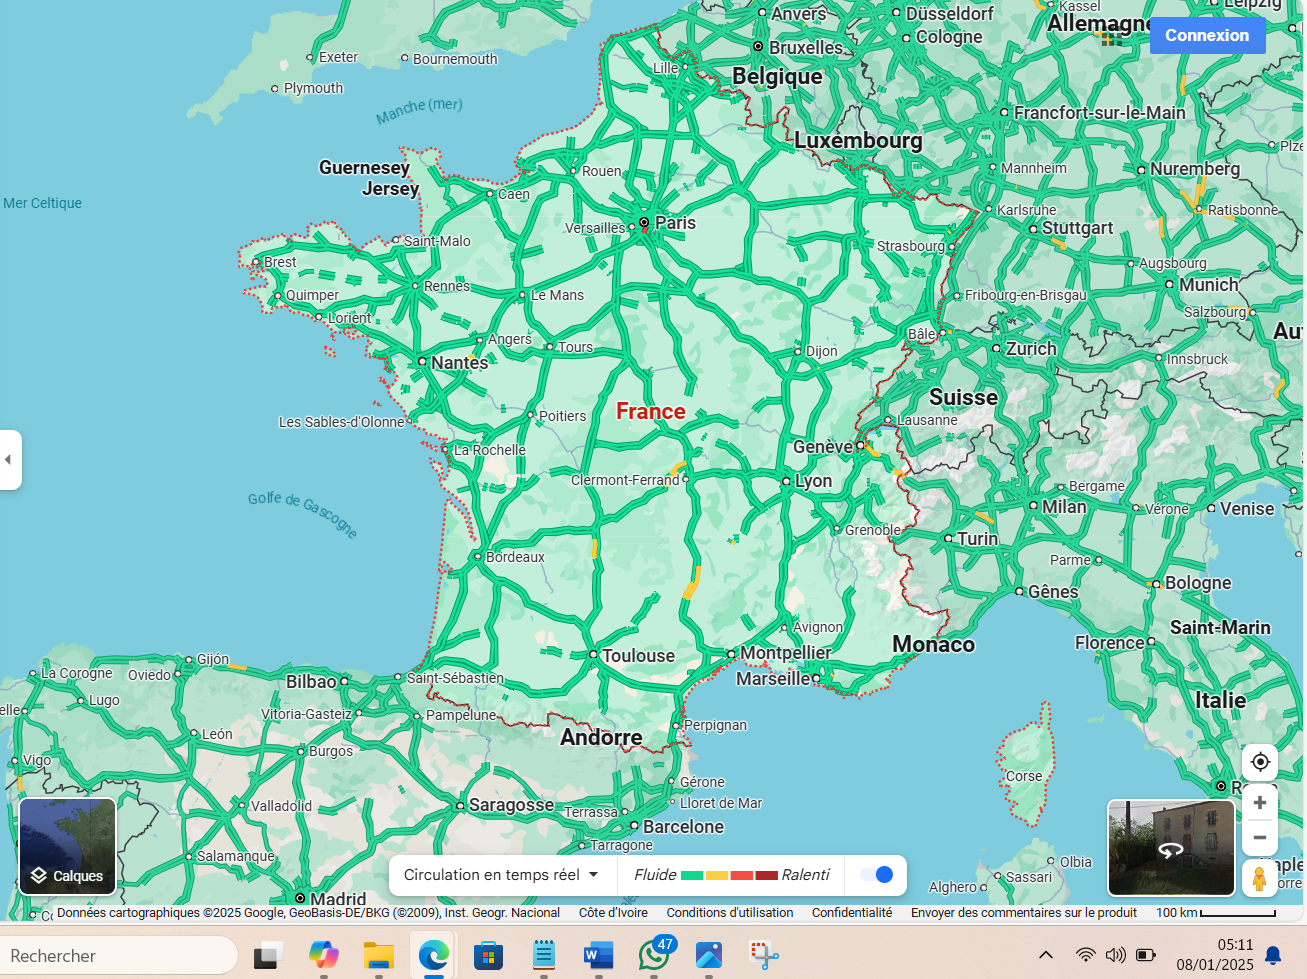 Kassel
Leipzig
Anvers
Düsseldorf
Allemagne
Connexion
Cologne
Bruxelles
Exeter
Bournemouth
Lille
Belgique
Plymouth
Manche (mer)
Francfort-sur-le-Main
Luxembourg
Guernesey
Rouen
Mannheim
Nuremberg
Jersey
Caen
Mer Celtique
Karlsruhe
Ratisbonne
Versailles
Paris
Stuttgart
Saint-Malo
Strasbourg
Brest
Augsbourg
Rennes
Munich
Quimper
Le Mans
Fribourg-en-Brisgau
Lorient
Salzbourg
Angers
Tours
Dijon
Bâle
Zurich
Nantes
Innsbruck
Suisse
France
Poitiers
Les Sables-d'Olonne
Lausanne
La Rochelle
Genève
Clermont-Ferrand
Lyon
Bergame
Golfe de Gascogne
Milan
Vérone
Venise
Grenoble
Turin
Bordeaux
Parme
Bologne
Gênes
Avignon
Saint-Marin
Monaco
Florence
Toulouse
Montpellier
Gijón
La Corogne
Oviedo
Bilbao
Saint-Sébastien
Marseille
Lugo
Italie
Vitoria-Gasteiz
Pampelune
Perpignan
León
Andorre
Burgos
Vigo
Corse
Gérone
Valladolid
Saragosse
Lloret de Mar
Terrassa
Barcelone
Tarragone
Salamanque
Olbia
Calques
Circulation en temps réel
Fluide
Ralenti
Sassari
Alghero
Madrid
Données cartographiques ©2025 Google, GeoBasis-DE/BKG (©2009), Inst. Geogr. Nacional
Côte d'Ivoire
Conditions d'utilisation
Confidentialité
Envoyer des commentaires sur le produit
100 km
Rechercher
47
05:11
08/01/2025